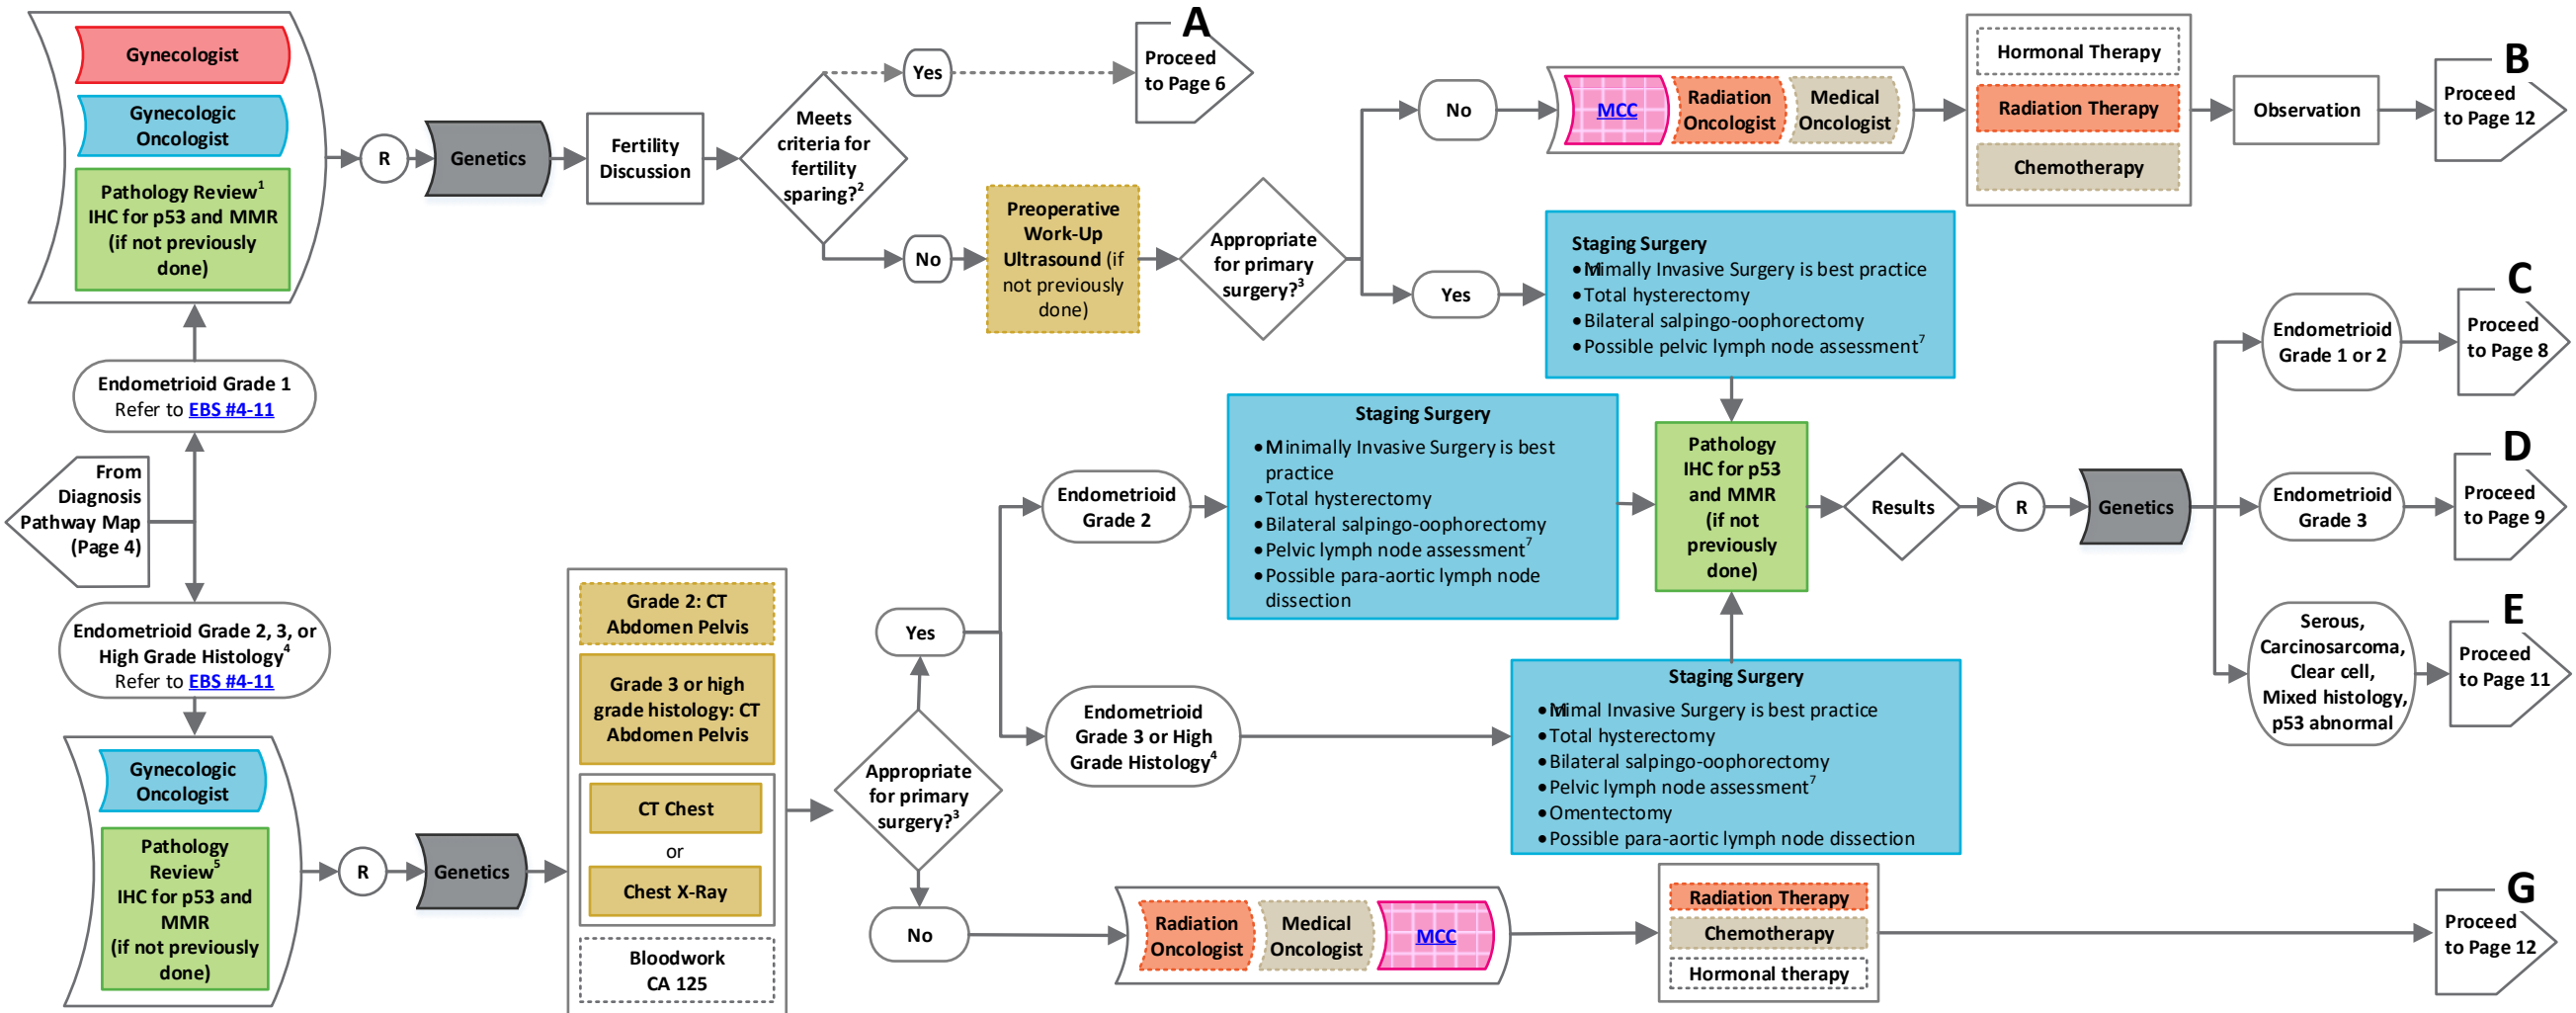 Gynecologist
Gynecologic
Oncologist
Pathology Review1
IHC for p53 and MMR
(if not previously
done)
R
Genetics
Fertility
Discussion
Meets
criteria for
fertility
sparing?2
Yes
A
Proceed
to Page 6
No
Preoperative
Work-Up
Ultrasound (if
not previously
done)
Appropriate
for primary
surgery?3
No
MCC
Radiation
Oncologist
Medical
Oncologist
Hormonal Therapy
Radiation Therapy
Chemotherapy
Observation
B
Proceed
to Page 12
Yes
Staging Surgery
•Minimally Invasive Surgery is best practice
•Total hysterectomy
•Bilateral salpingo-oophorectomy
•Possible pelvic lymph node assessment7
Endometrioid Grade 1
Refer to EBS #4-11
From
Diagnosis
Pathway Map
(Page 4)
Endometrioid Grade 2, 3, or
High Grade Histology4
Refer to EBS #4-11
Gynecologic
Oncologist
Pathology
Review5
IHC for p53 and
MMR
(if not previously
done)
R
Genetics
Grade 2: CT
Abdomen Pelvis
Grade 3 or high
grade histology: CT
Abdomen Pelvis
CT Chest
or
Chest X-Ray
Bloodwork
CA 125
Appropriate
for primary
surgery?3
Yes
Endometrioid
Grade 2
Staging Surgery
•Minimally Invasive Surgery is best
practice
•Total hysterectomy
•Bilateral salpingo-oophorectomy
•Pelvic lymph node assessment7
•Possible para-aortic lymph node
dissection
Endometrioid
Grade 3 or High
Grade Histology4
Staging Surgery
•Minimal Invasive Surgery is best practice
•Total hysterectomy
•Bilateral salpingo-oophorectomy
•Pelvic lymph node assessment7
•Omentectomy
•Possible para-aortic lymph node dissection
Pathology
IHC for p53
and MMR
(if not
previously
done)
Results
R
Genetics
Endometrioid
Grade 1 or 2
C
Proceed
to Page 8
Endometrioid
Grade 3
D
Proceed
to Page 9
Serous,
Carcinosarcoma,
Clear cell,
Mixed histology,
p53 abnormal
E
Proceed
to Page 11
No
Radiation
Oncologist
Medical
Oncologist
MCC
Radiation Therapy
Chemotherapy
Hormonal therapy
G
Proceed
to Page 12